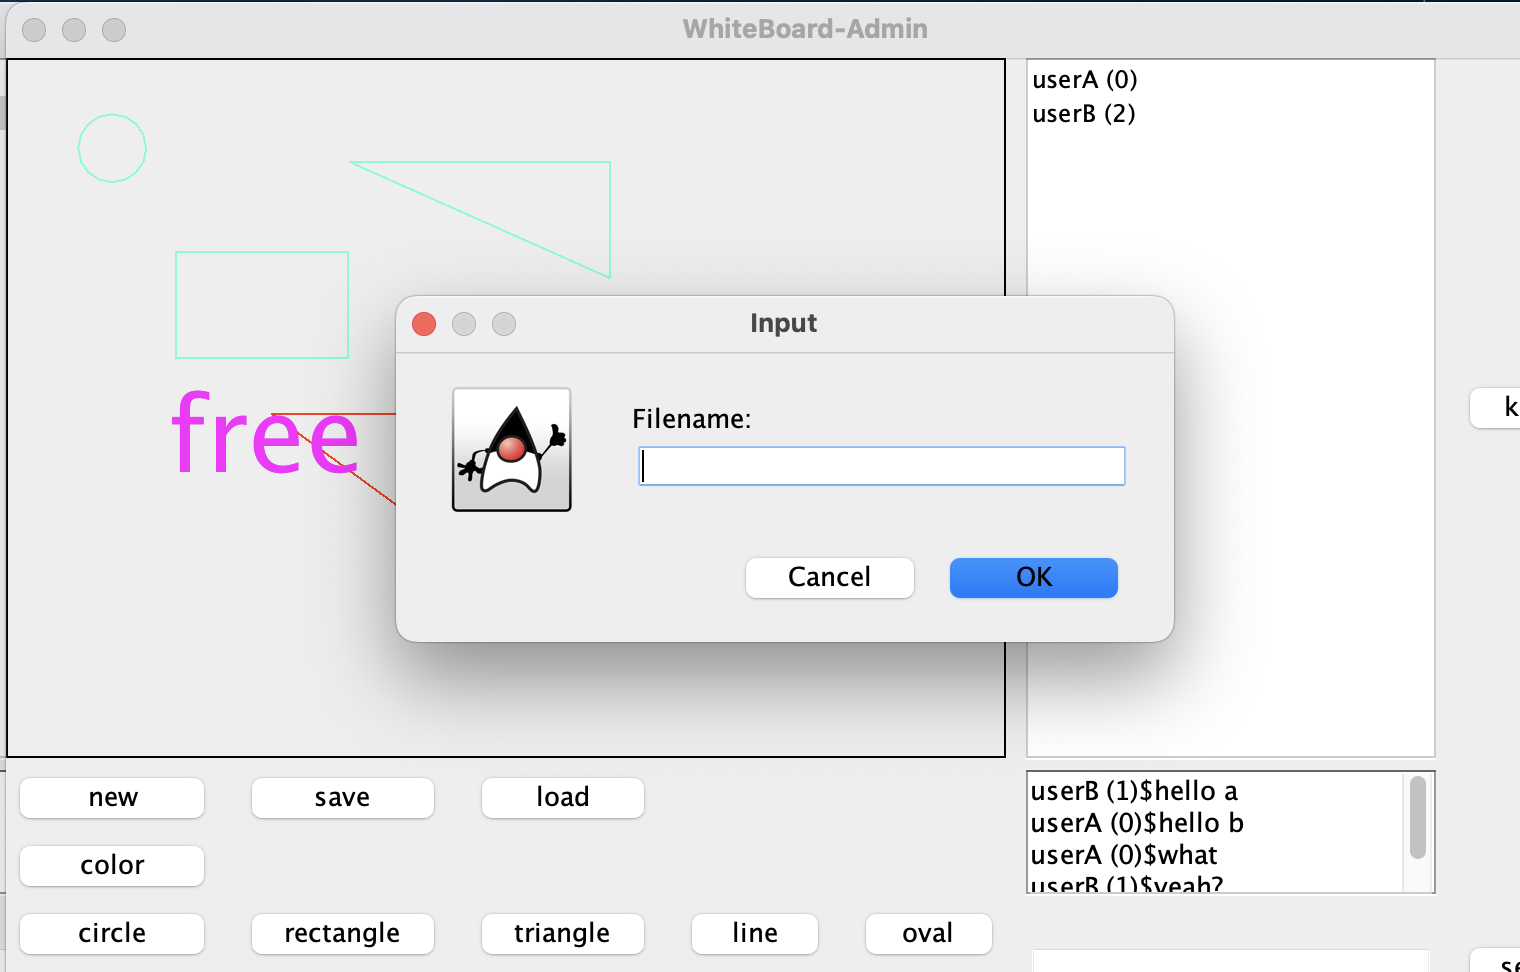 WhiteBoard-Admin
userA (0)
userB (2)
free
Input
Filename:
Cancel
OK
new
save
load
color
circle
rectangle
triangle
line
oval
userB (1)$hello a
userA (0)$hello b
userA (0)$what
userB (1)$yeah?